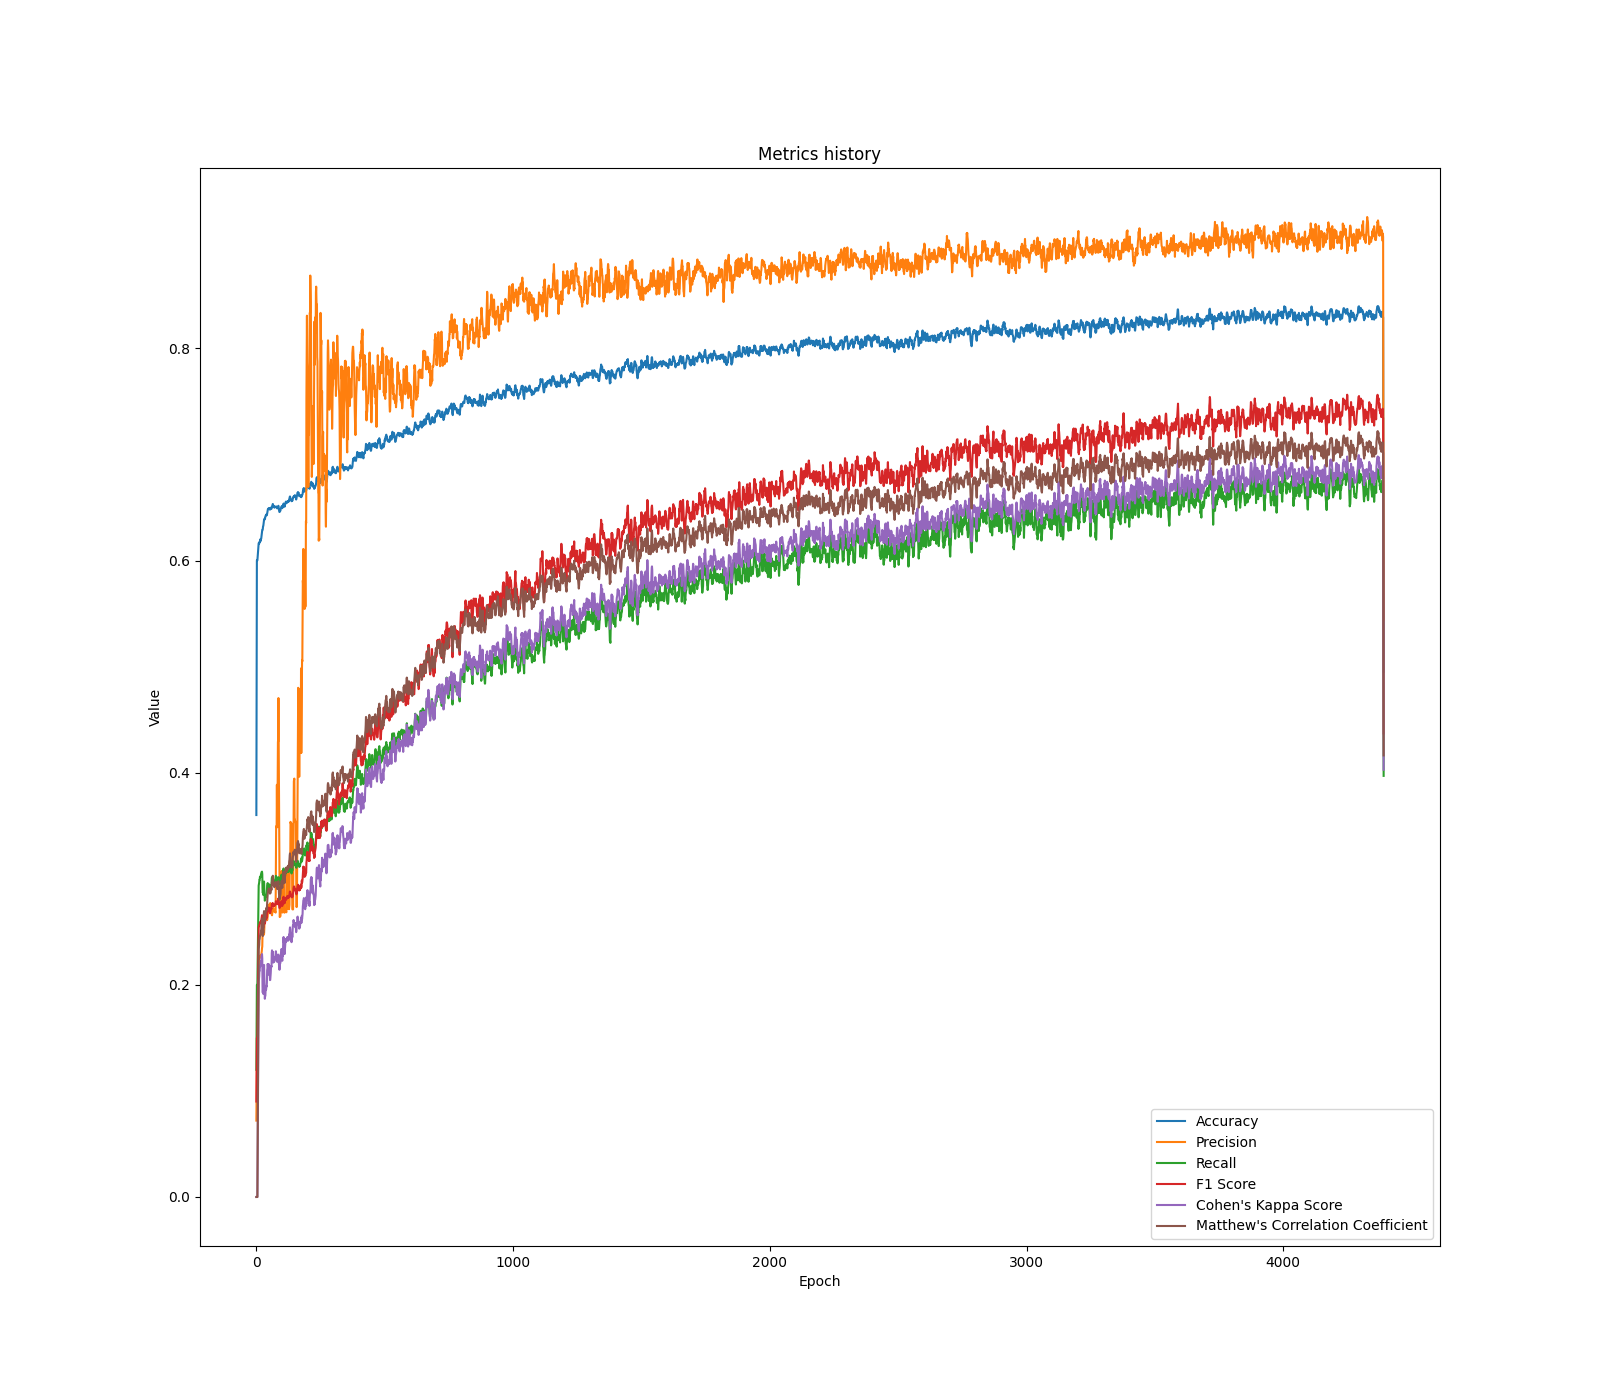 Metrics history
Value
0.8
0.6
0.4
0.2
0.0
0
1000
2000
3000
4000
Epoch
Accuracy
Precision
Recall
F1 Score
Cohen's Kappa Score
Matthew's Correlation Coefficient